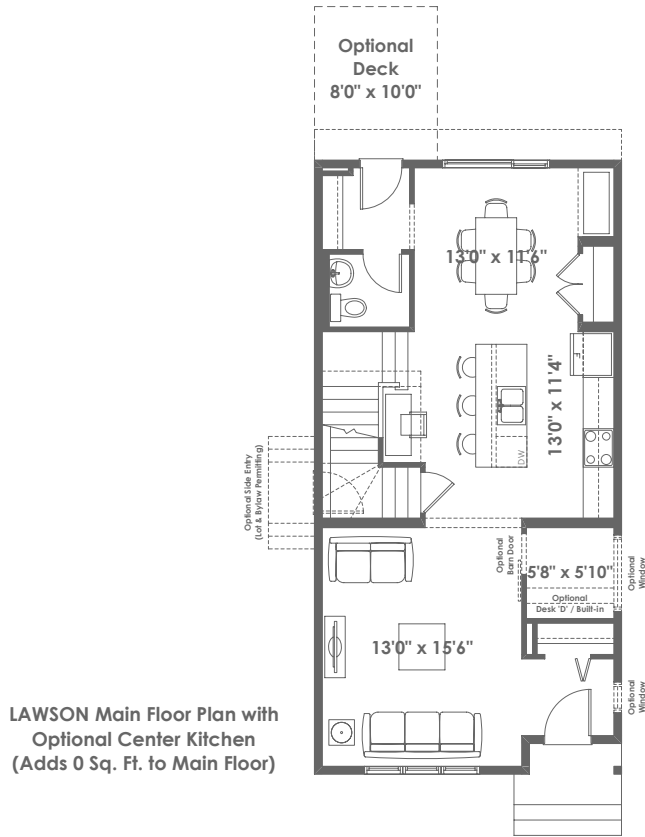 Optional
Deck
8'0" x 10'0"
13'0" x 11'6"
F
13'0" x 11'4"
DW
Optional Side Entry
(Lot & Bylaw Permitting)
Optional
Barn Door
5'8" x 5'10"
Optional
Window
Optional
Desk 'D' / Built-in
13'0" x 15'6"
Optional
Window
LAWSON Main Floor Plan with
Optional Center Kitchen
(Adds 0 Sq. Ft. to Main Floor)